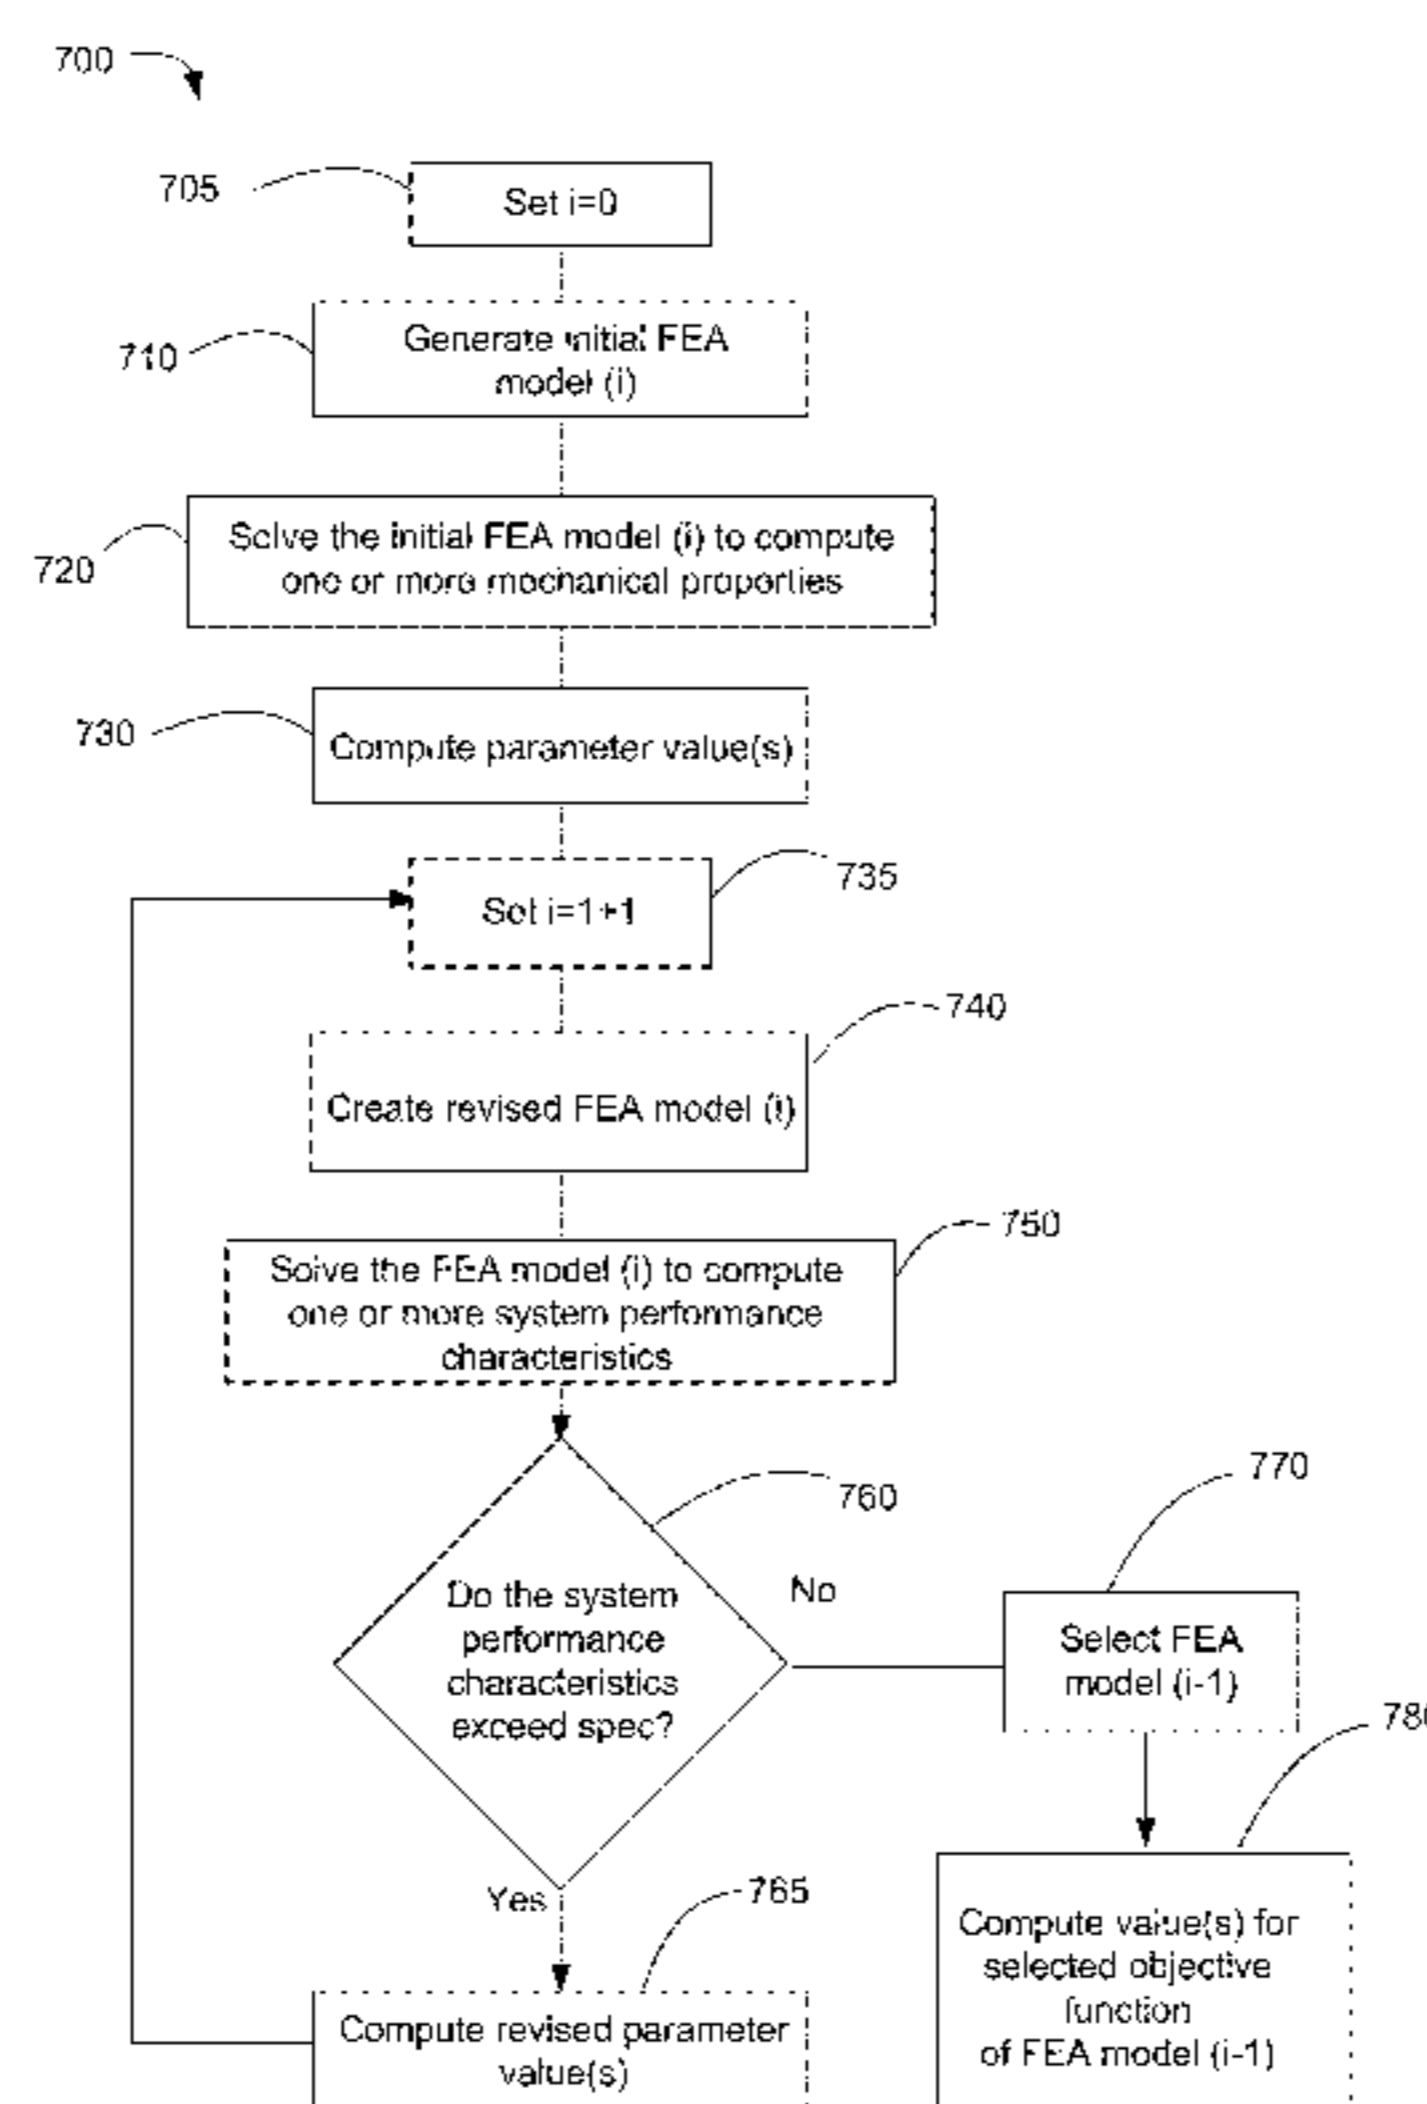 700
705
Set i=0
710
Generate initial FEA
model (i)
720
Solve the initial FEA model (i) to compute
one or more mechanical properties
730
Compute parameter value(s)
735
Set i=1+1
740
Create revised FEA model (i)
750
Solve the FEA model (i) to compute
one or more system performance
characteristics
760
770
No
Do the system
performance
characteristics
exceed spec?
Select FEA
model (i-1)
780
Yes
765
Compute value(s) for
selected objective
function
of FEA model (i-1)
Compute revised parameter
value(s)